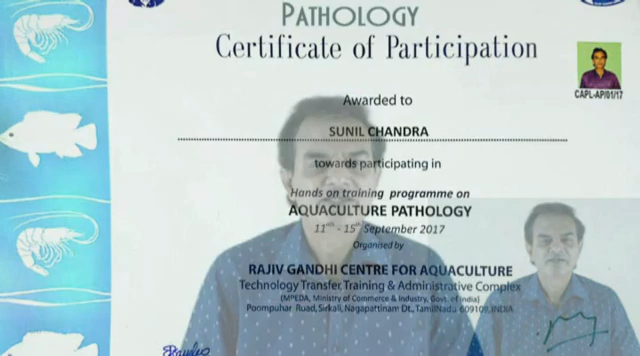 PATHOLOGY
Certificate of Participation
CAPL-AP/01/17
Awarded to
SUNIL CHANDRA
towards participating in
Hands on training programme on
AQUACULTURE PATHOLOGY
11th - 15th September 2017
Organised by
RAJIV GANDHI CENTRE FOR AQUACULTURE
Technology Transfer, Training & Administrative Complex
(MPEDA, Ministry of Commerce & Industry, Govt. of India)
Poompuhar Road, Sirkali, Nagapattinam Dt., TamilNadu 609109, INDIA